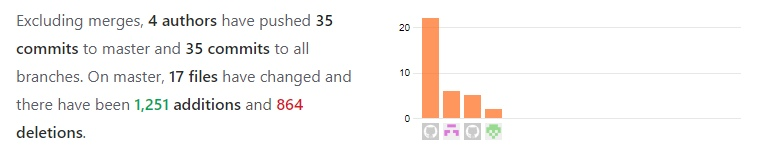 Excluding merges, 4 authors have pushed 35
commits to master and 35 commits to all
branches. On master, 17 files have changed and
there have been 1,251 additions and 864
deletions.
20
10
0